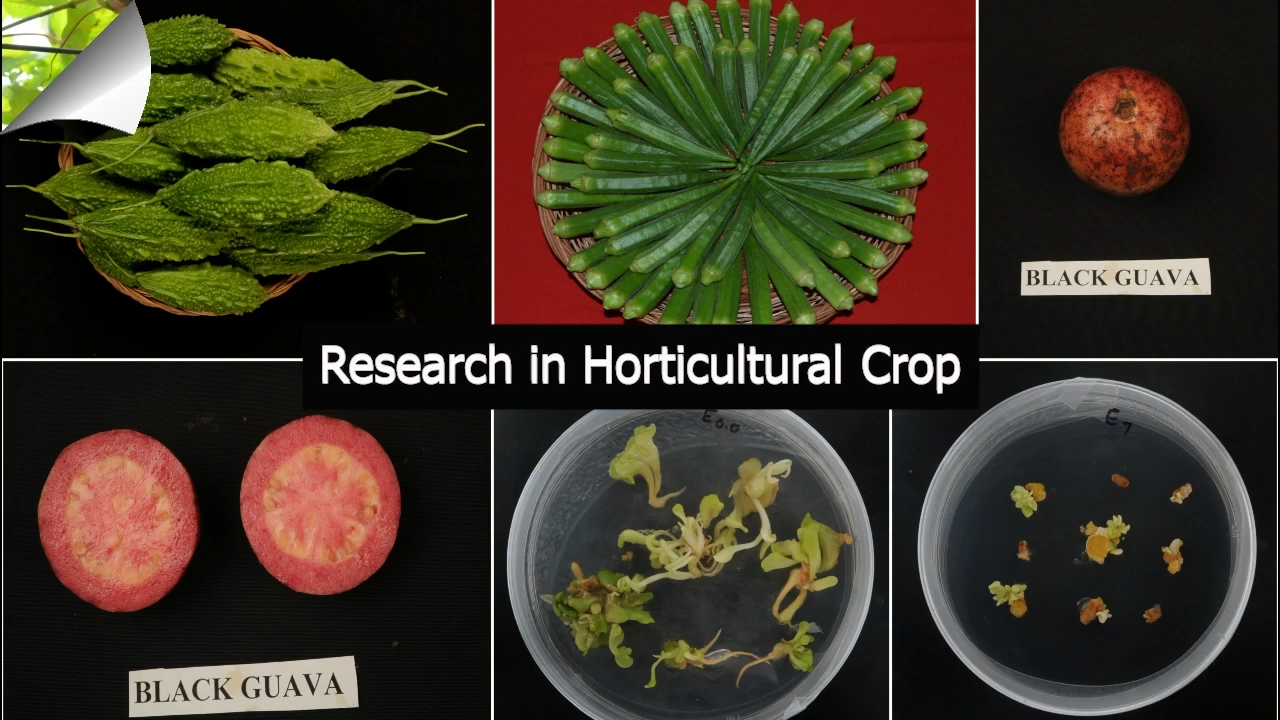 BLACK GUAVA
Research in Horticultural Crop
E0.0
E7
BLACK GUAVA